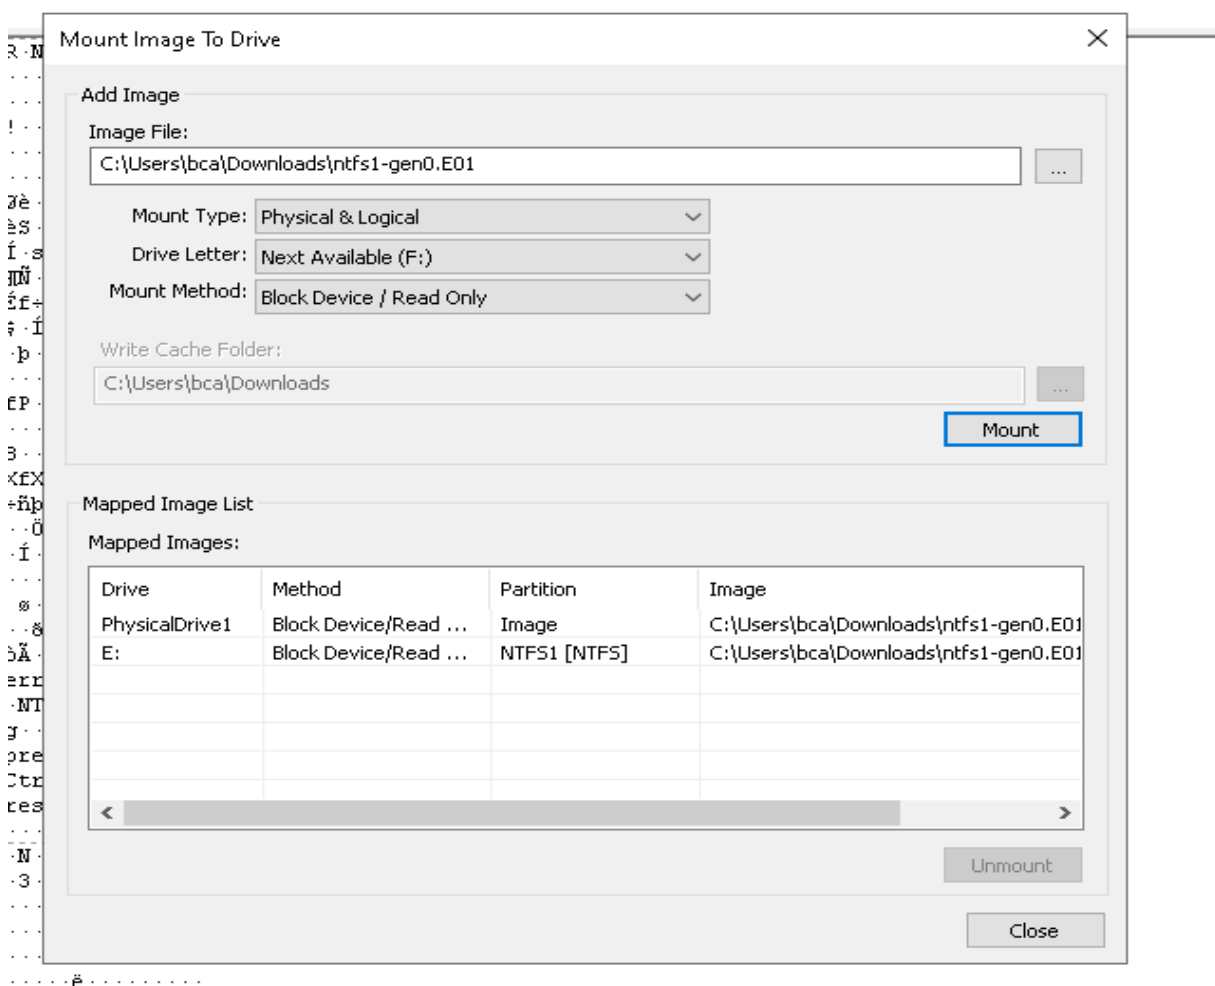 Mount Image To Drive
Add Image
Image File:
C:\Users\bca\Downloads\ntfs1-gen0.E01
...
Mount Type: Physical & Logical
Drive Letter: Next Available (F:)
Mount Method: Block Device / Read Only
Write Cache Folder:
C:\Users\bca\Downloads
...
Mount
Mapped Image List
Mapped Images:
Drive Method Partition Image
PhysicalDrive1 Block Device/Read ... Image C:\Users\bca\Downloads\ntfs1-gen0.E01
E: Block Device/Read ... NTFS1 [NTFS] C:\Users\bca\Downloads\ntfs1-gen0.E01
Unmount
Close